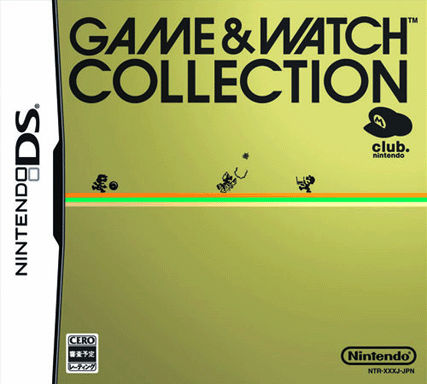 GAME & WATCH™
COLLECTION
NINTENDO DS™
M
club.
nintendo
CERO
審査予定
レーティング
Nintendo®
NTR-XXXJ-JPN